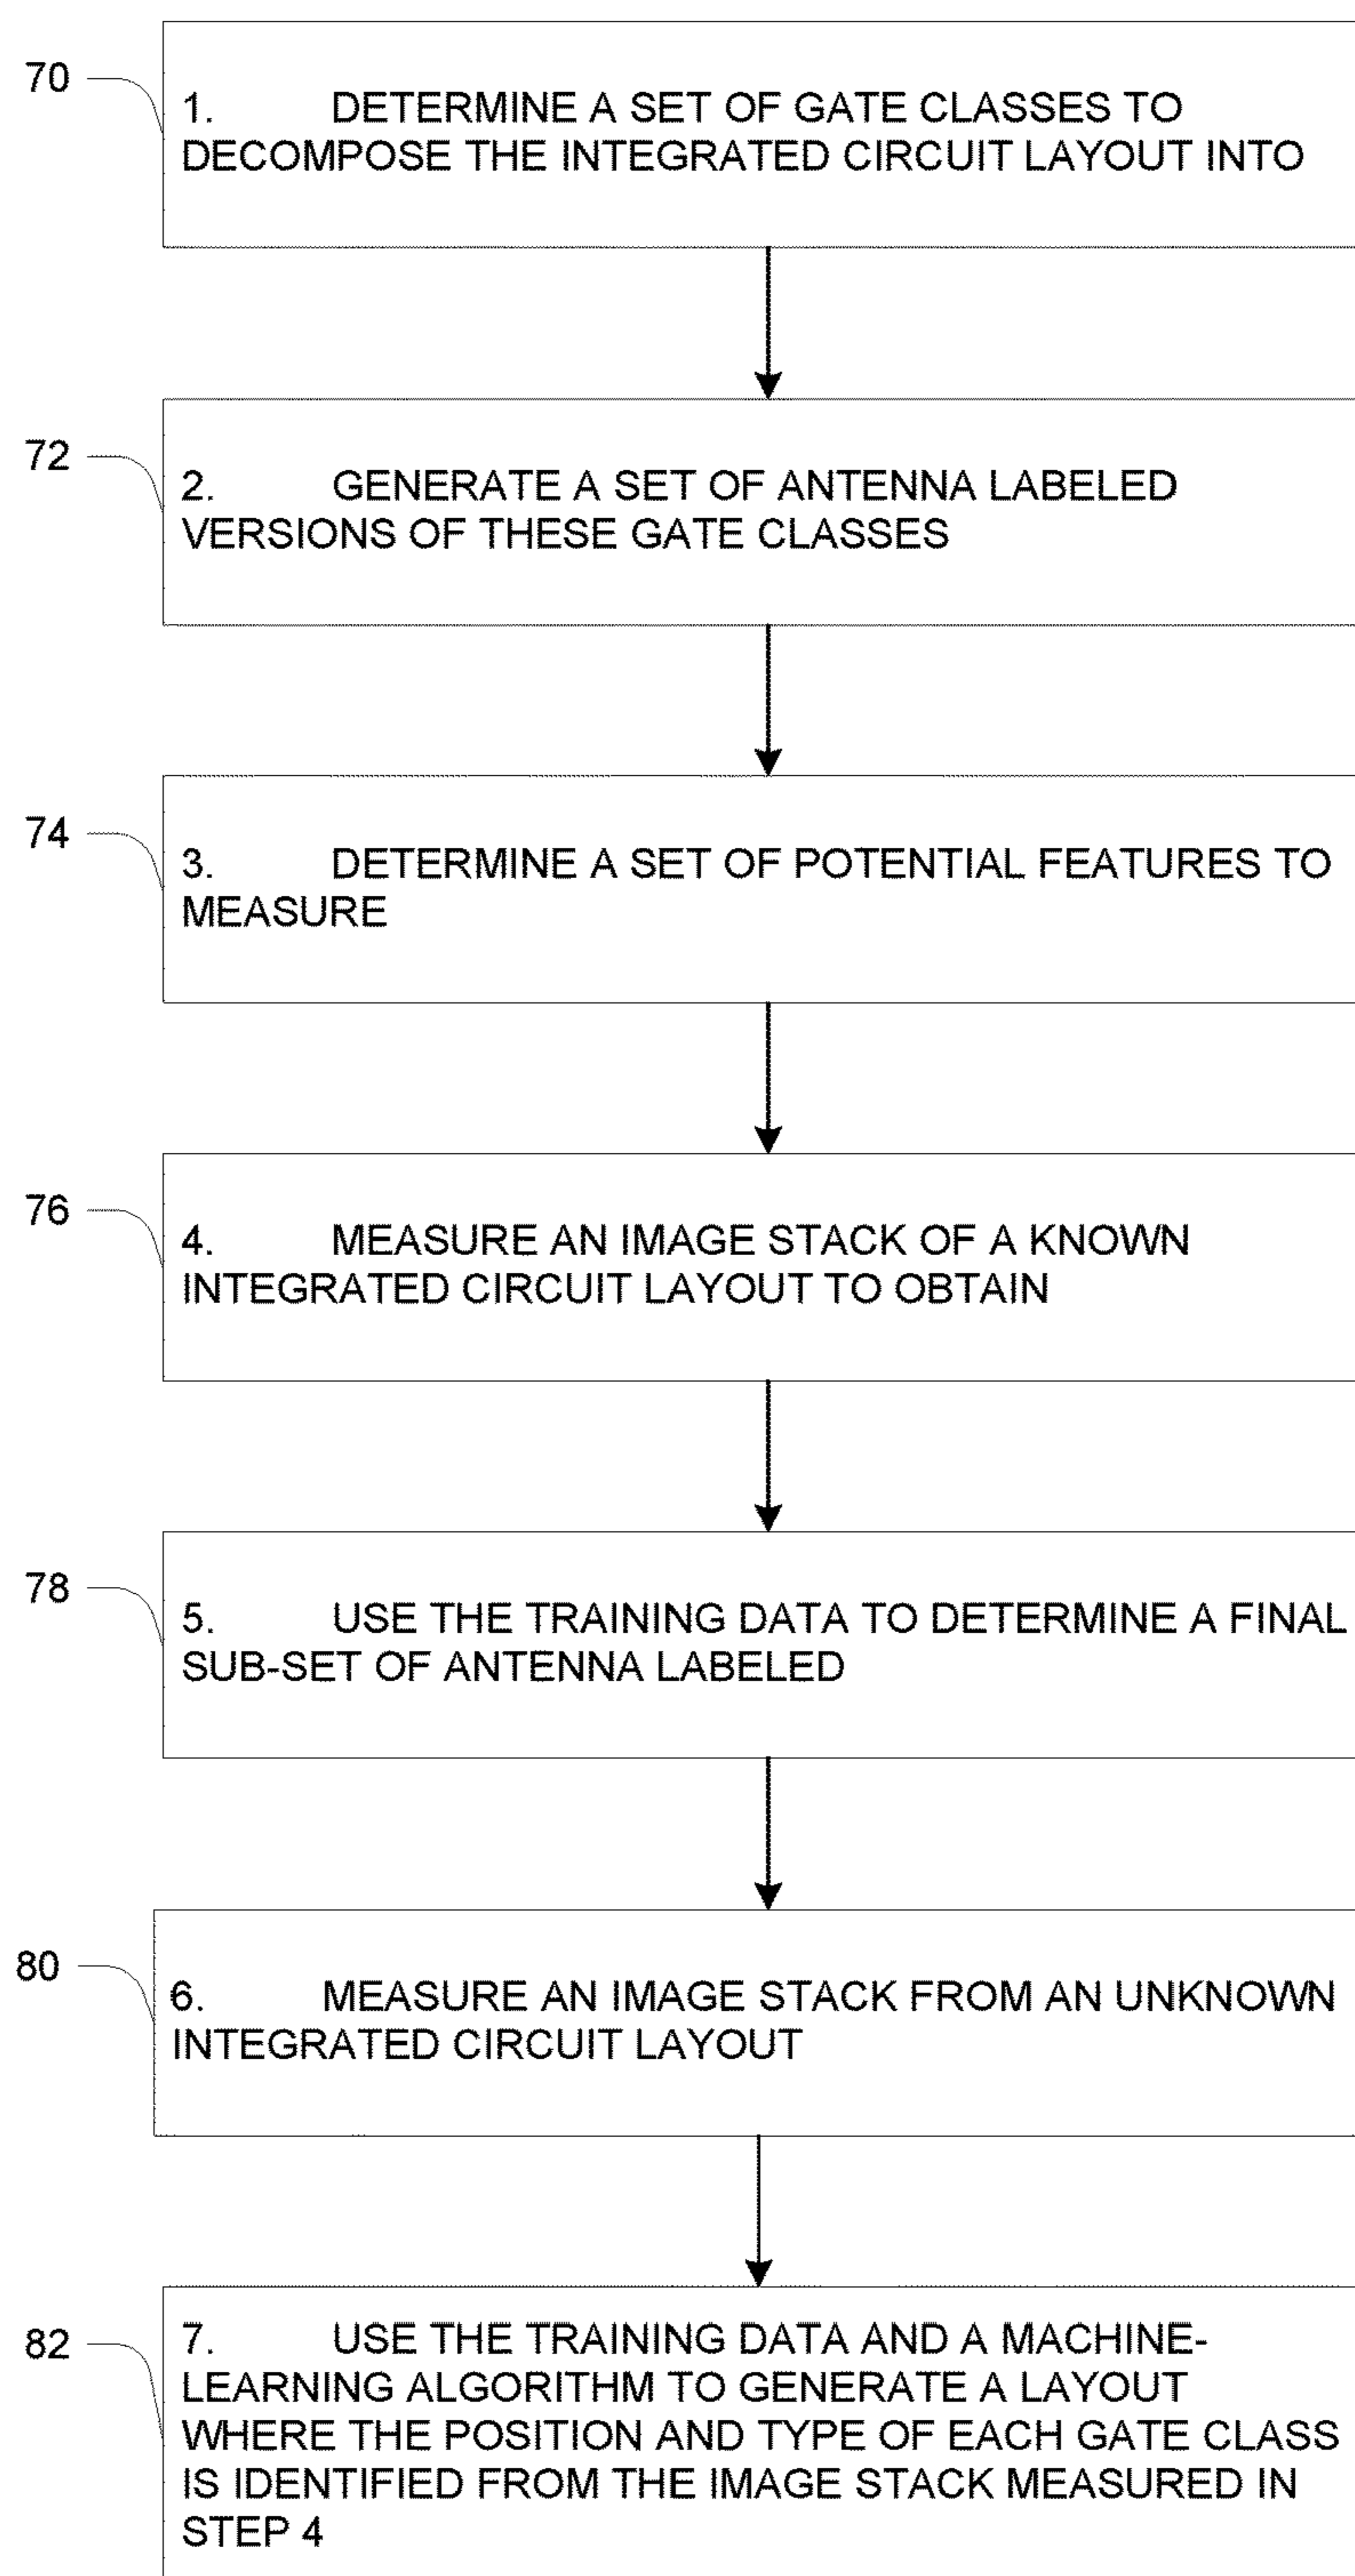 70
1. DETERMINE A SET OF GATE CLASSES TO
DECOMPOSE THE INTEGRATED CIRCUIT LAYOUT INTO
72
2. GENERATE A SET OF ANTENNA LABELED
VERSIONS OF THESE GATE CLASSES
74
3. DETERMINE A SET OF POTENTIAL FEATURES TO
MEASURE
76
4. MEASURE AN IMAGE STACK OF A KNOWN
INTEGRATED CIRCUIT LAYOUT TO OBTAIN
78
5. USE THE TRAINING DATA TO DETERMINE A FINAL
SUB-SET OF ANTENNA LABELED
80
6. MEASURE AN IMAGE STACK FROM AN UNKNOWN
INTEGRATED CIRCUIT LAYOUT
82
7. USE THE TRAINING DATA AND A MACHINE-
LEARNING ALGORITHM TO GENERATE A LAYOUT
WHERE THE POSITION AND TYPE OF EACH GATE CLASS
IS IDENTIFIED FROM THE IMAGE STACK MEASURED IN
STEP 4